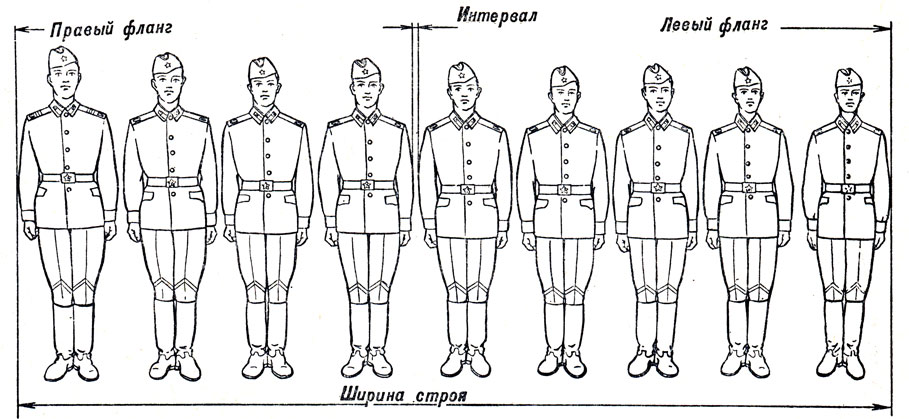 Правый фланг
Интервал
Левый фланг
Ширина строя